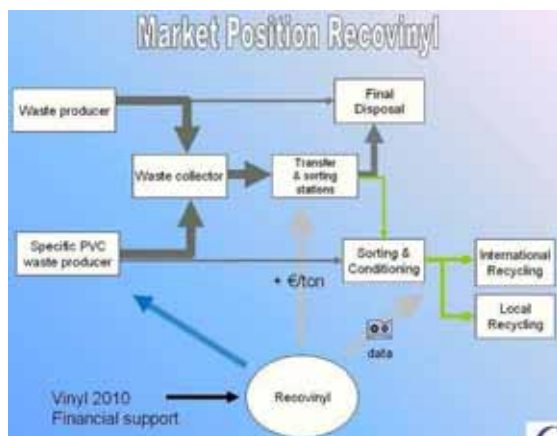 Market Position Recovinyl
Waste producer
Final
Disposal
Waste collector
Transfer
& sorting
stations
Specific PVC
waste producer
Sorting &
Conditioning
International
Recycling
+ €/ton
Local
Recycling
data
Recovinyl
Vinyl 2010
Financial support